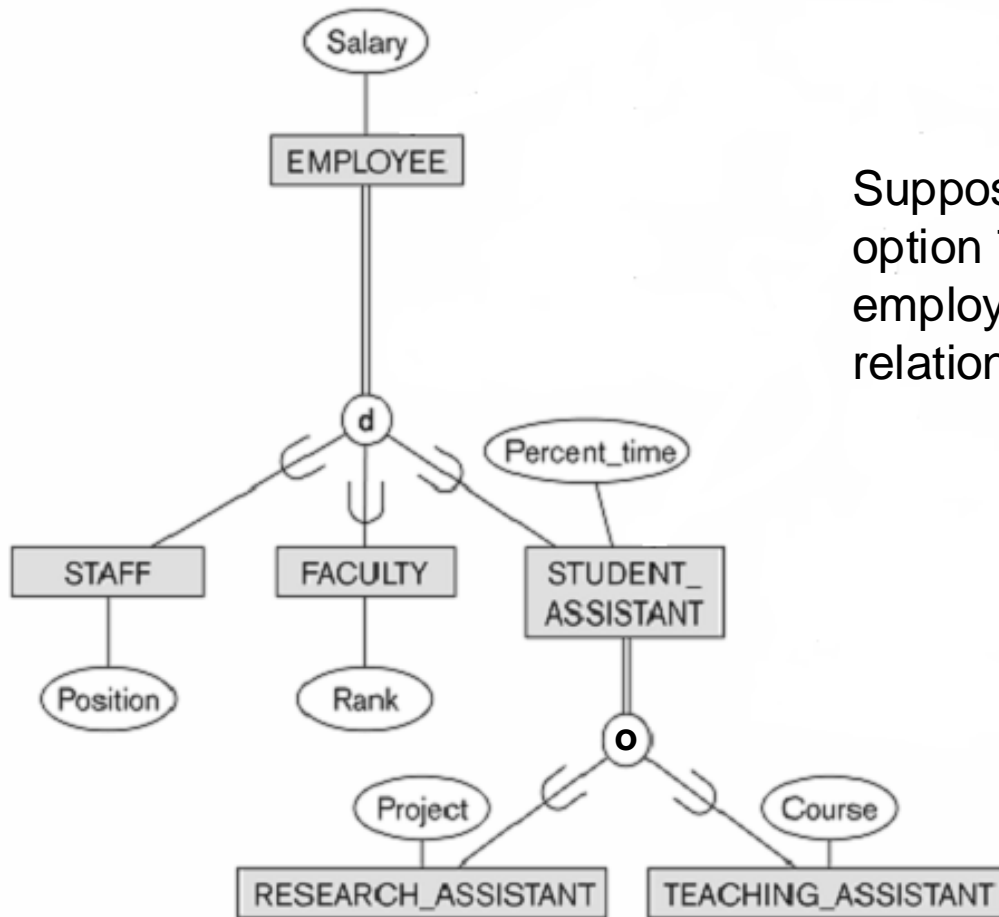 Salary
EMPLOYEE
Suppos
option
employ
relation
d
Percent_time
STAFF
FACULTY
STUDENT_
ASSISTANT
Position
Rank
o
Project
Course
RESEARCH_ASSISTANT
TEACHING_ASSISTANT